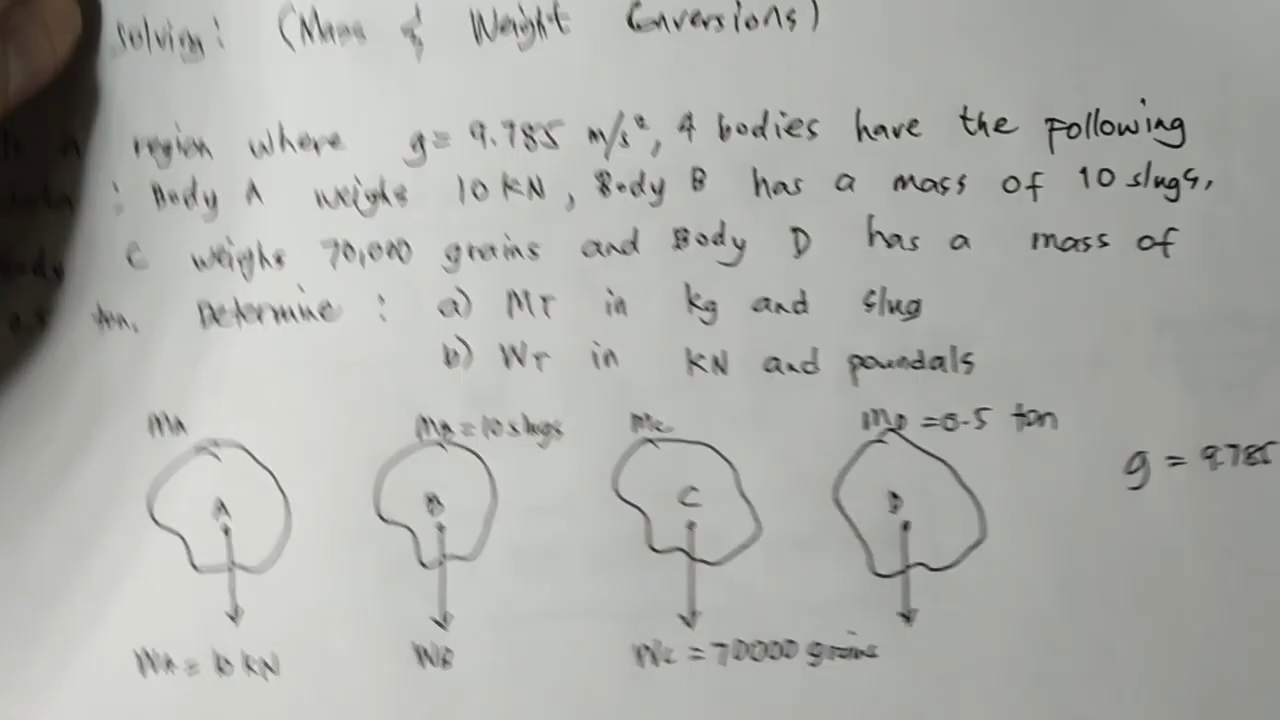 solving: (Mass & Weight Conversions)
region where g= 9.785 m/s², 4 bodies have the following
: Body A weighs 10 KN, Body B has a mass of 10 slugs,
C weighs 70,000 grains and Body D has a mass of
ton. Determine : a) MT in kg and slug
b) WT in KN and poundals
MA MB = 10 slugs MC MD = 0.5 ton
g = 9.785
A B C D
WA = 10 KN WB WC = 70000 grains